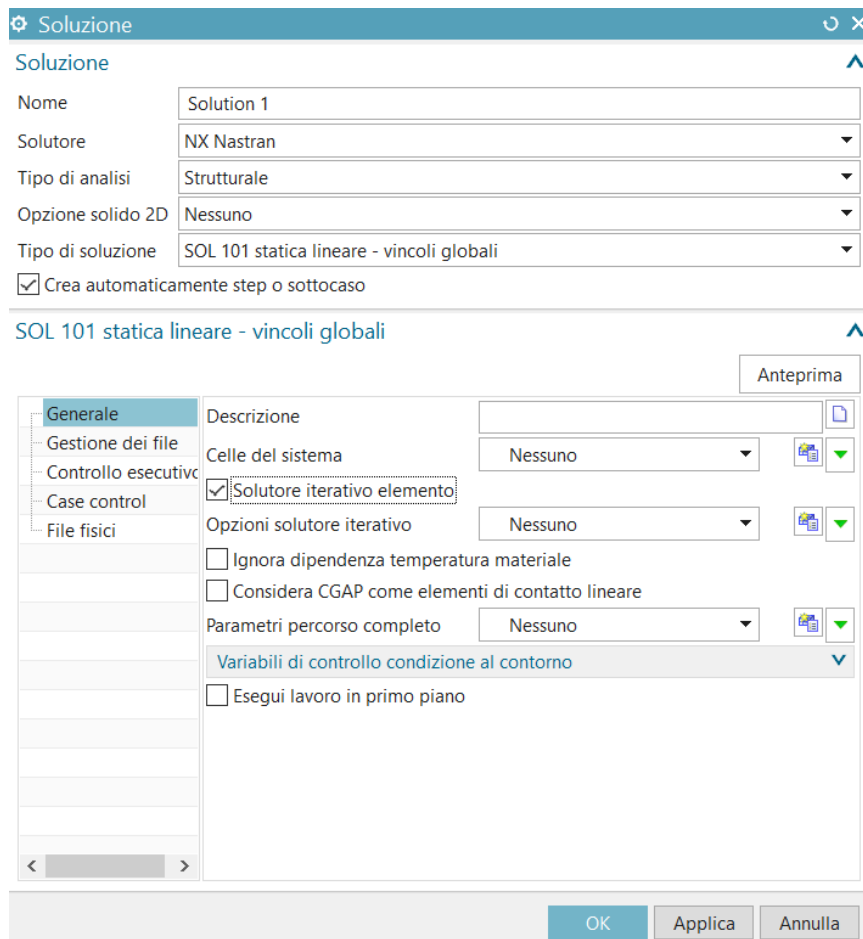 Soluzione
Soluzione
Nome Solution 1
Solutore NX Nastran
Tipo di analisi Strutturale
Opzione solido 2D Nessuno
Tipo di soluzione SOL 101 statica lineare - vincoli globali
Crea automaticamente step o sottocaso
SOL 101 statica lineare - vincoli globali
Anteprima
Generale
Gestione dei file
Controllo esecutivo
Case control
File fisici
Descrizione
Celle del sistema Nessuno
Solutore iterativo elemento
Opzioni solutore iterativo Nessuno
Ignora dipendenza temperatura materiale
Considera CGAP come elementi di contatto lineare
Parametri percorso completo Nessuno
Variabili di controllo condizione al contorno
Esegui lavoro in primo piano
OK Applica Annulla